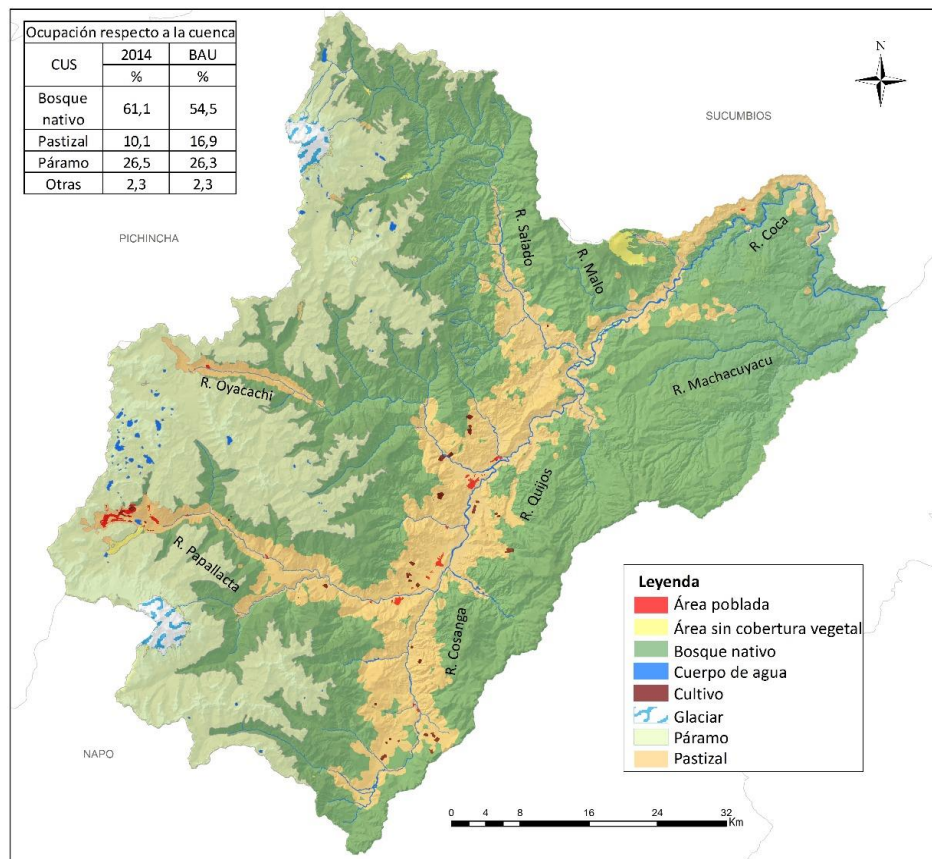 Ocupación respecto a la cuenca
CUS 2014 BAU
% %
Bosque nativo 61,1 54,5
Pastizal 10,1 16,9
Páramo 26,5 26,3
Otras 2,3 2,3
N
SUCUMBIOS
PICHINCHA
R. Salado
R. Malo
R. Coca
R. Machacuyacu
R. Oyacachi
R. Quijos
R. Papallacta
R. Cosanga
NAPO
Leyenda
Área poblada
Área sin cobertura vegetal
Bosque nativo
Cuerpo de agua
Cultivo
Glaciar
Páramo
Pastizal
0 4 8 16 24 32
Km